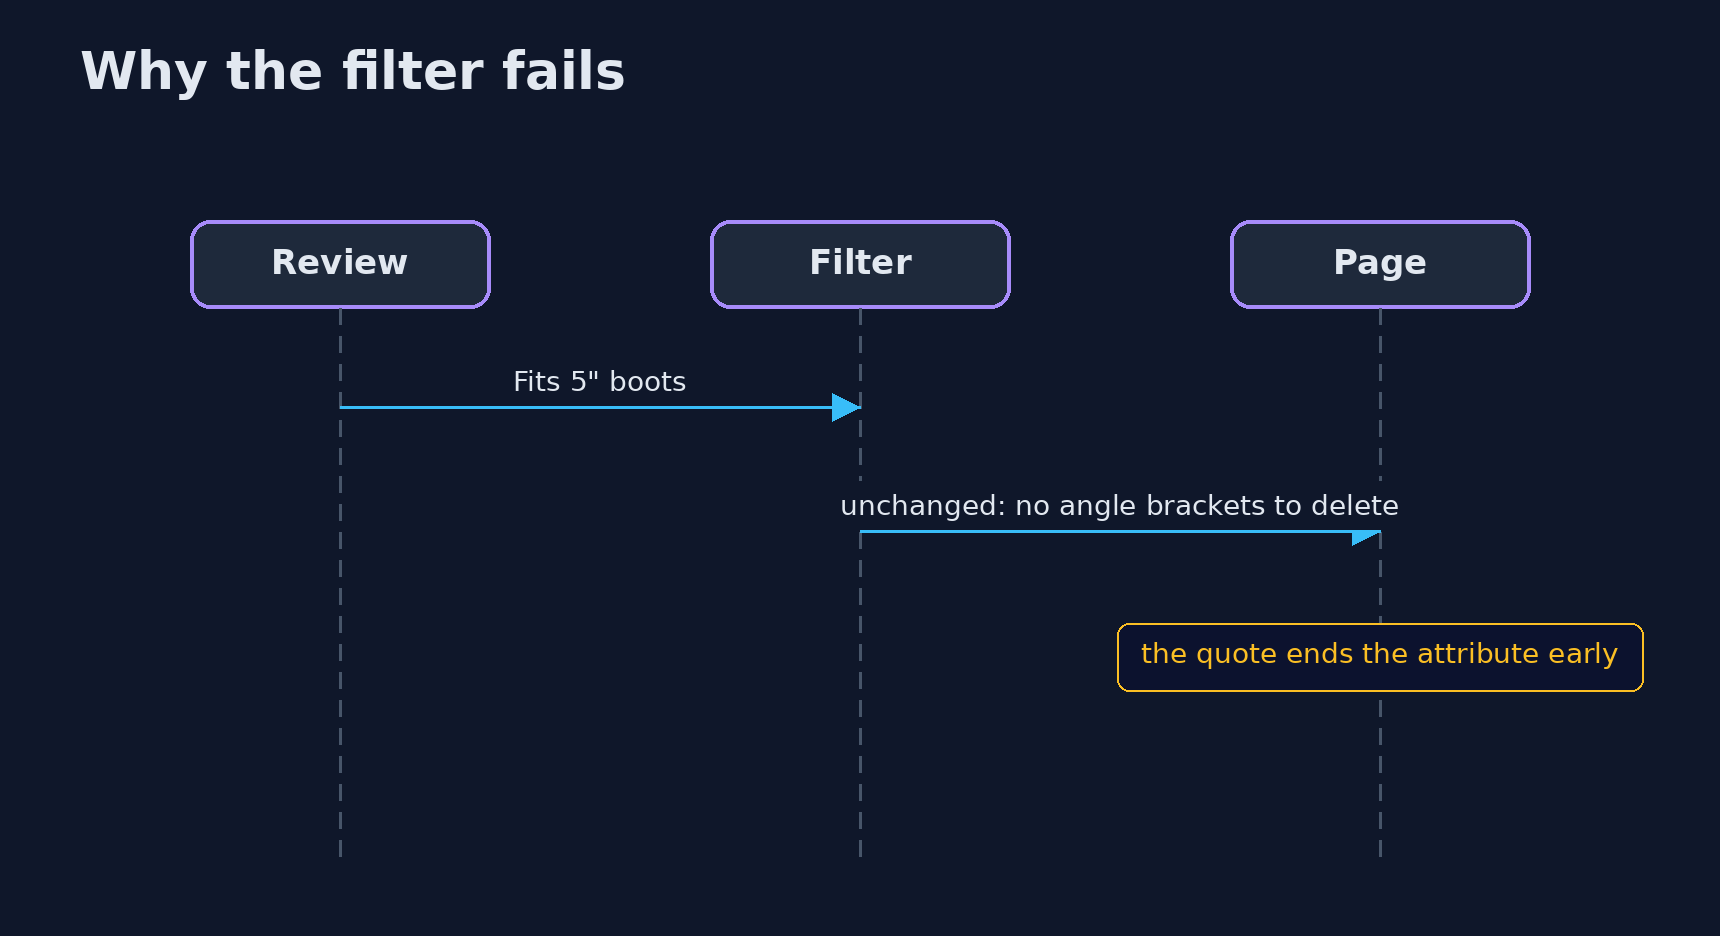 Why the filter fails
Review
Filter
Page
Fits 5" boots
unchanged: no angle brackets to delete
the quote ends the attribute early